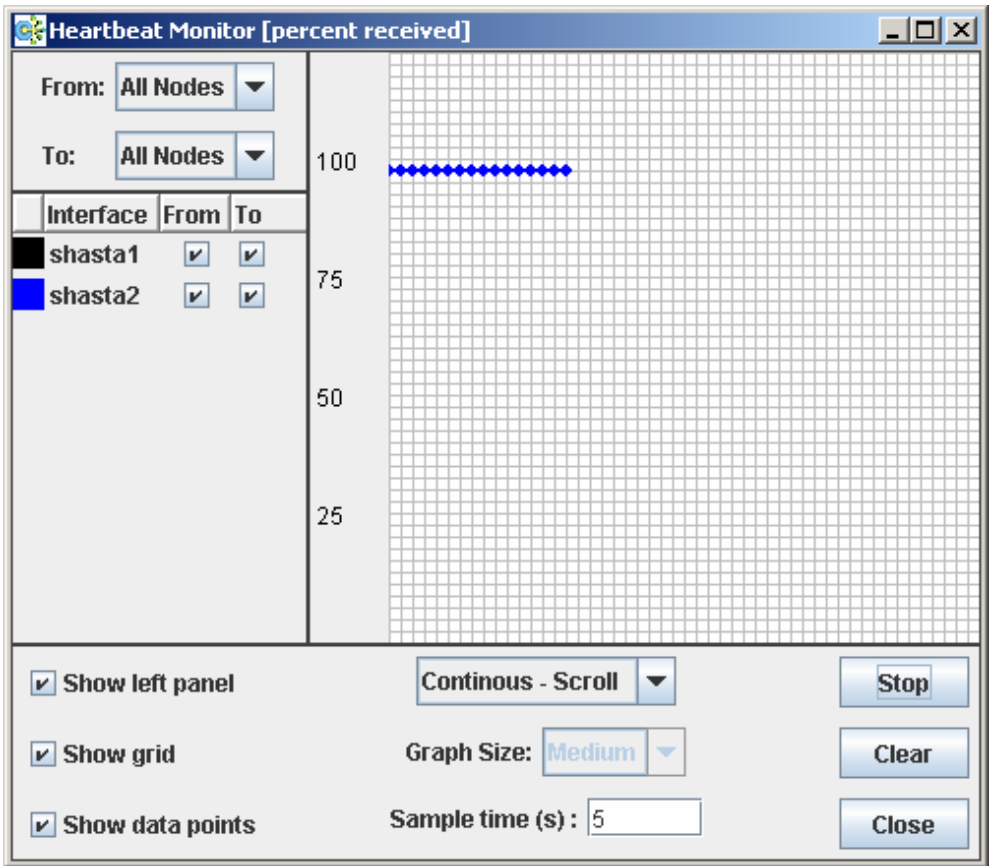 Heartbeat Monitor [percent received]
From: All Nodes
To: All Nodes
Interface From To
shasta1
shasta2
100
75
50
25
Show left panel
Continous - Scroll
Stop
Show grid
Graph Size: Medium
Clear
Show data points
Sample time (s) : 5
Close